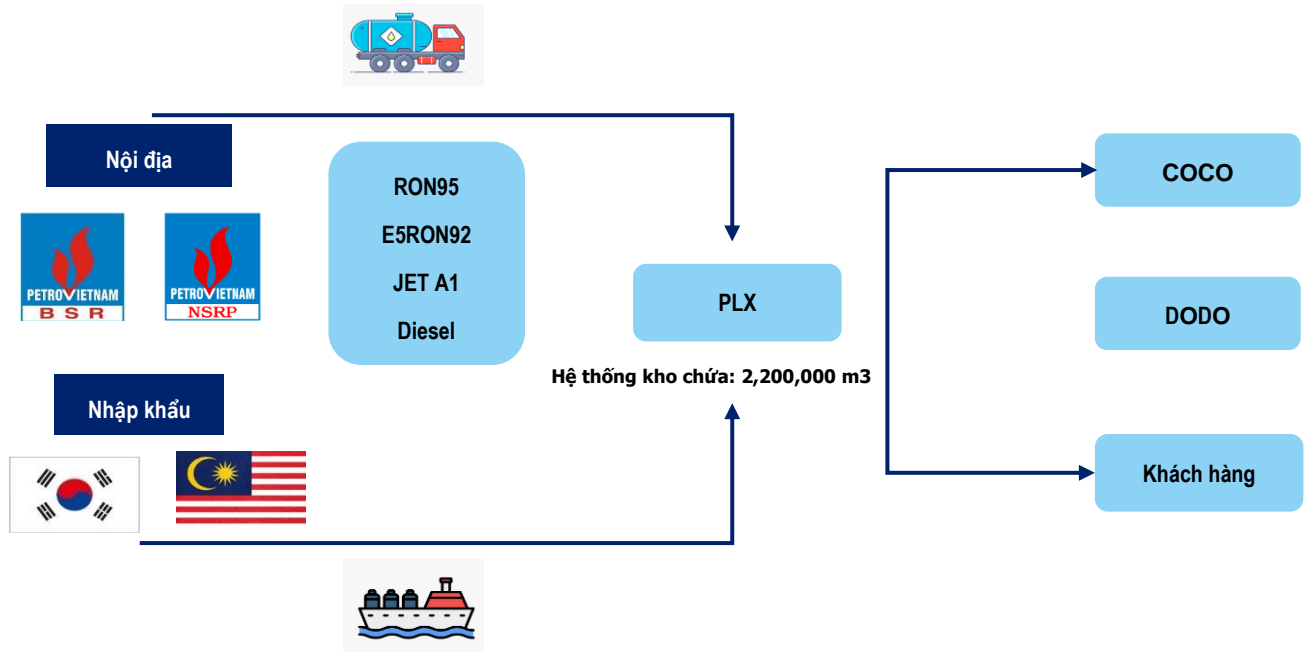 Nội địa
PETROVIETNAM
BSR
PETROVIETNAM
NSRP
Nhập khẩu
RON95
E5RON92
JET A1
Diesel
PLX
Hệ thống kho chứa: 2,200,000 m3
COCO
DODO
Khách hàng